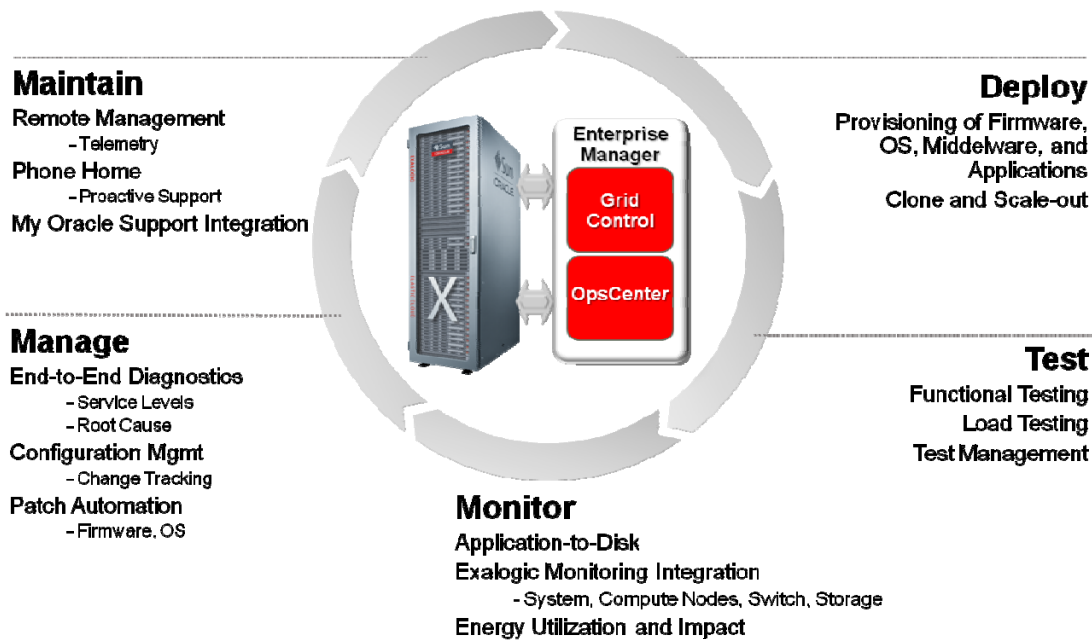 Maintain
Remote Management
- Telemetry
Phone Home
- Proactive Support
My Oracle Support Integration
Deploy
Provisioning of Firmware,
OS, Middelware, and
Applications
Clone and Scale-out
Enterprise
Manager
Grid
Control
OpsCenter
Sun
ORACLE
X
Manage
End-to-End Diagnostics
- Service Levels
- Root Cause
Configuration Mgmt
- Change Tracking
Patch Automation
- Firmware, OS
Test
Functional Testing
Load Testing
Test Management
Monitor
Application-to-Disk
Exalogic Monitoring Integration
- System, Compute Nodes, Switch, Storage
Energy Utilization and Impact